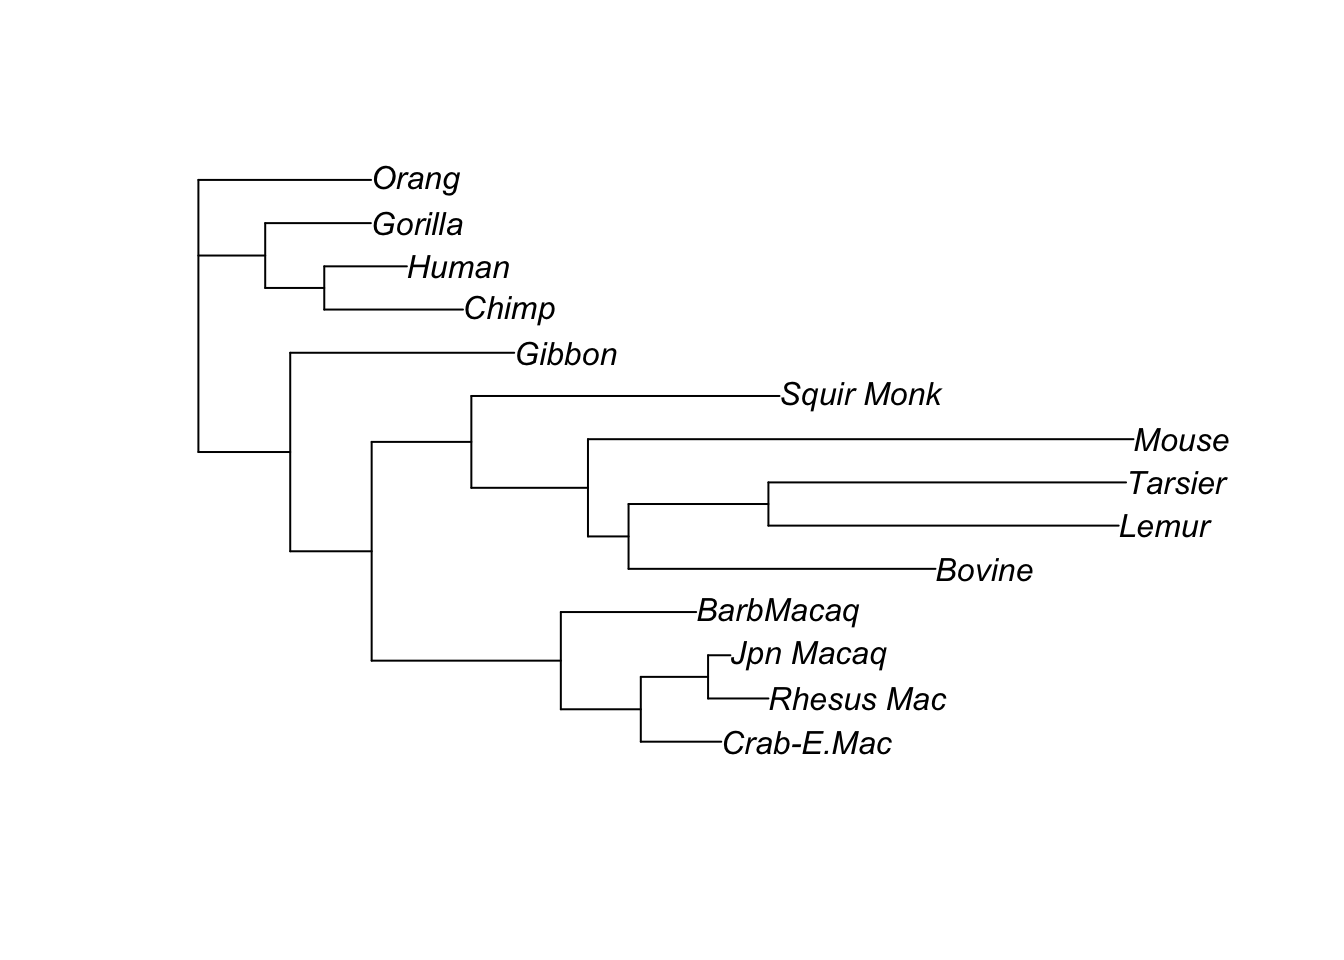 Orang
Gorilla
Human
Chimp
Gibbon
Squir Monk
Mouse
Tarsier
Lemur
Bovine
BarbMacaq
Jpn Macaq
Rhesus Mac
Crab-E.Mac